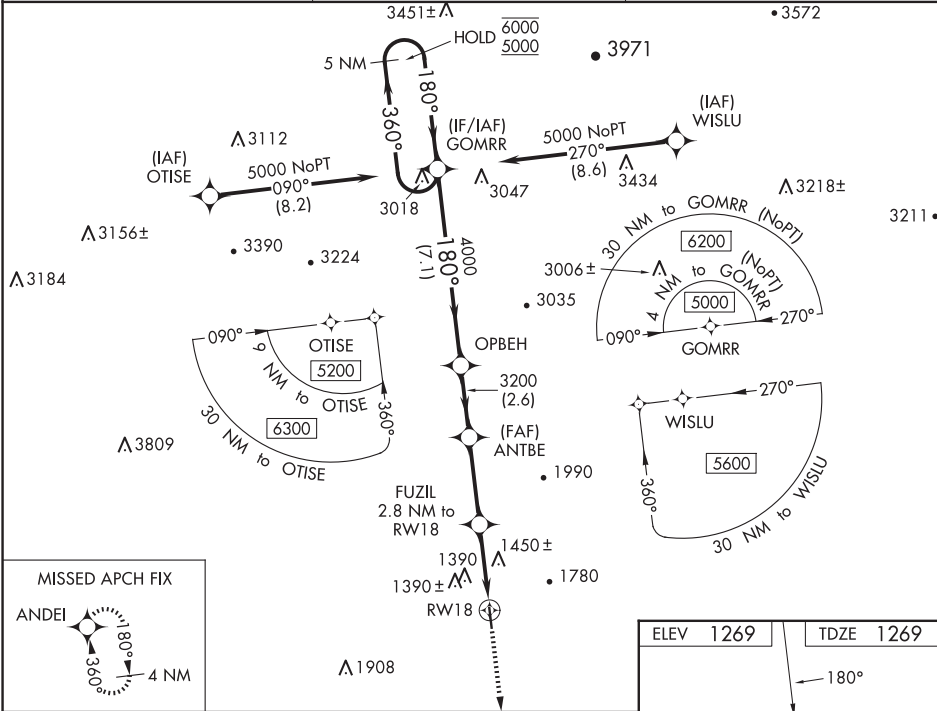 3451±
3572
HOLD
6000
5000
3971
5 NM
180°
360°
(IF/IAF)
GOMRR
(IAF)
WISLU
5000 NoPT
270°
(8.6)
3112
(IAF)
OTISE
5000 NoPT
090°
(8.2)
3018
3047
3434
3218±
3211
3156±
3390
3224
3184
4000
180°
(7.1)
3035
30 NM to GOMRR (NoPT)
6200
3006±
4 NM to GOMRR (NoPT)
5000
090°
270°
GOMRR
090°
OTISE
9 NM to OTISE
5200
360°
6300
30 NM to OTISE
OPBEH
3200
(2.6)
270°
WISLU
5600
360°
30 NM to WISLU
3809
(FAF)
ANTBE
1990
FUZIL
2.8 NM to
RW18
1450±
1390
1390±
1780
RW18
1908
MISSED APCH FIX
ANDEI
180°
360°
4 NM
ELEV 1269
TDZE 1269
180°